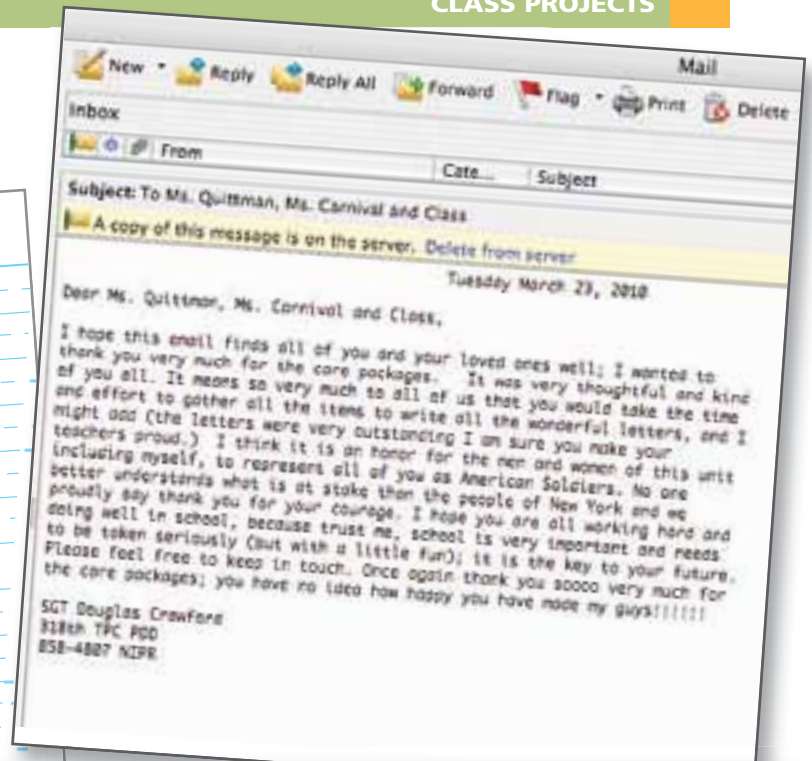 CLASS PROJECTS
Mail
New Reply Reply All Forward Flag Print Delete
Inbox
From Cate... Subject
Subject: To Ms. Quittman, Ms. Carnival and Class
A copy of this message is on the server. Delete from server
Tuesday March 23, 2010
Dear Ms. Quittman, Ms. Carnival and Class,
I hope this email finds all of you and your loved ones well; I wanted to
thank you very much for the care packages. It was very thoughtful and kind
of you all. It means so very much to all of us that you would take the time
and effort to gather all the items to write all the wonderful letters, and I
might add (the letters were very outstanding I am sure you make your
teachers proud.) I think it is an honor for the men and women of this unit
including myself, to represent all of you as American Soldiers. No one
better understands what is at stake than the people of New York and we
proudly say thank you for your courage. I hope you are all working hard and
doing well in school, because trust me, school is very important and needs
to be taken seriously (but with a little fun); it is the key to your future.
Please feel free to keep in touch. Once again thank you soooo very much for
the care packages; you have no idea how happy you have made my guys!!!!!!
SGT Douglas Crawford
318th TPC POD
858-4807 NIPR